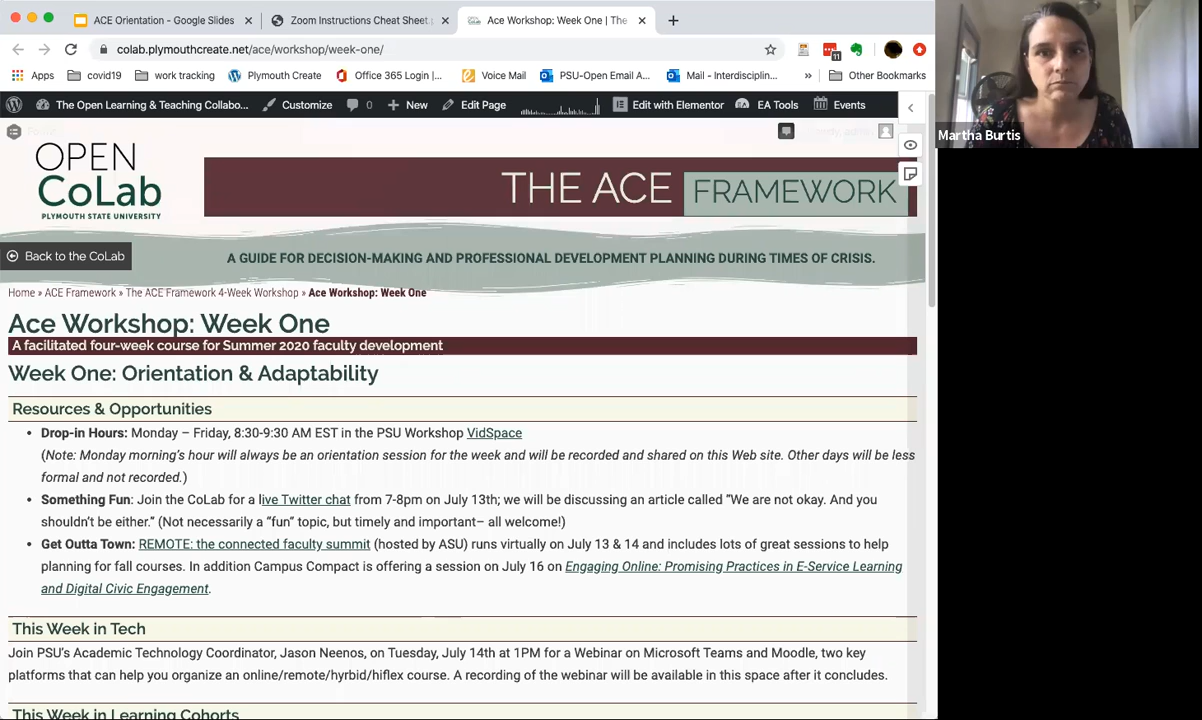 ACE Orientation - Google Slides
Zoom Instructions Cheat Sheet.
Ace Workshop: Week One | The
colab.plymouthcreate.net/ace/workshop/week-one/
11
Apps
covid19
work tracking
Plymouth Create
Office 365 Login |...
Voice Mail
PSU-Open Email A...
Mail - Interdisciplin...
»
Other Bookmarks
The Open Learning & Teaching Collabo...
Customize
0
New
Edit Page
Edit with Elementor
EA Tools
Events
Martha Burtis
OPEN
CoLab
PLYMOUTH STATE UNIVERSITY
THE ACE FRAMEWORK
Back to the CoLab
A GUIDE FOR DECISION-MAKING AND PROFESSIONAL DEVELOPMENT PLANNING DURING TIMES OF CRISIS.
Home » ACE Framework » The ACE Framework 4-Week Workshop » Ace Workshop: Week One
Ace Workshop: Week One
A facilitated four-week course for Summer 2020 faculty development
Week One: Orientation & Adaptability
Resources & Opportunities
• Drop-in Hours: Monday – Friday, 8:30-9:30 AM EST in the PSU Workshop VidSpace
(Note: Monday morning's hour will always be an orientation session for the week and will be recorded and shared on this Web site. Other days will be less
formal and not recorded.)
• Something Fun: Join the CoLab for a live Twitter chat from 7-8pm on July 13th; we will be discussing an article called "We are not okay. And you
shouldn't be either." (Not necessarily a "fun" topic, but timely and important– all welcome!)
• Get Outta Town: REMOTE: the connected faculty summit (hosted by ASU) runs virtually on July 13 & 14 and includes lots of great sessions to help
planning for fall courses. In addition Campus Compact is offering a session on July 16 on Engaging Online: Promising Practices in E-Service Learning
and Digital Civic Engagement.
This Week in Tech
Join PSU's Academic Technology Coordinator, Jason Neenos, on Tuesday, July 14th at 1PM for a Webinar on Microsoft Teams and Moodle, two key
platforms that can help you organize an online/remote/hyrbid/hiflex course. A recording of the webinar will be available in this space after it concludes.
This Week in Learning Cohorts